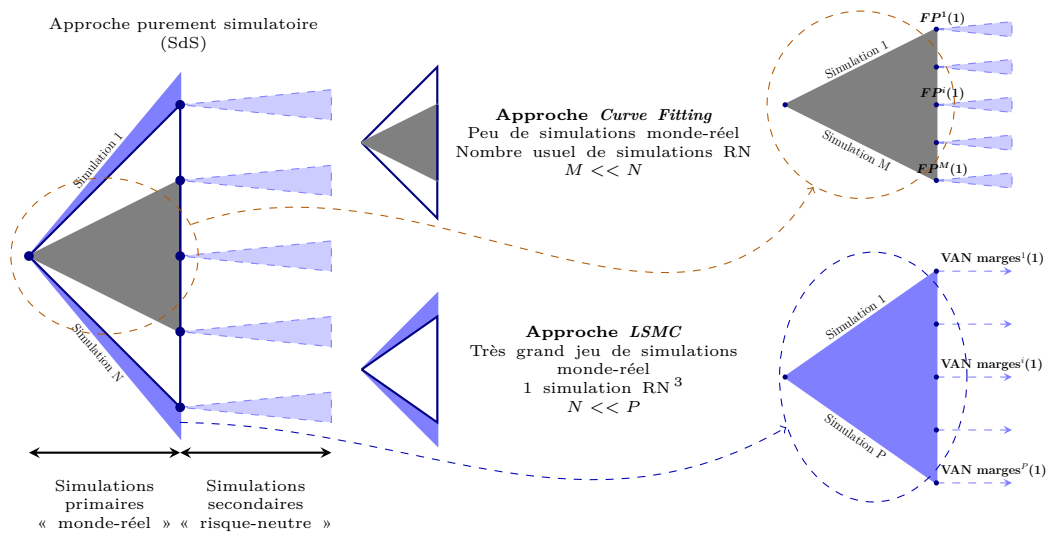 Approche purement simulatoire
(SdS)
Simulation 1
Simulation N
Simulations
primaires
« monde-réel »
Simulations
secondaires
« risque-neutre »
Approche Curve Fitting
Peu de simulations monde-réel
Nombre usuel de simulations RN
M << N
Approche LSMC
Très grand jeu de simulations
monde-réel
1 simulation RN³
N << P
Simulation 1
Simulation M
FP¹(1)
FPⁱ(1)
FPᴹ(1)
Simulation 1
Simulation P
VAN marges¹(1)
VAN margesⁱ(1)
VAN margesᴾ(1)